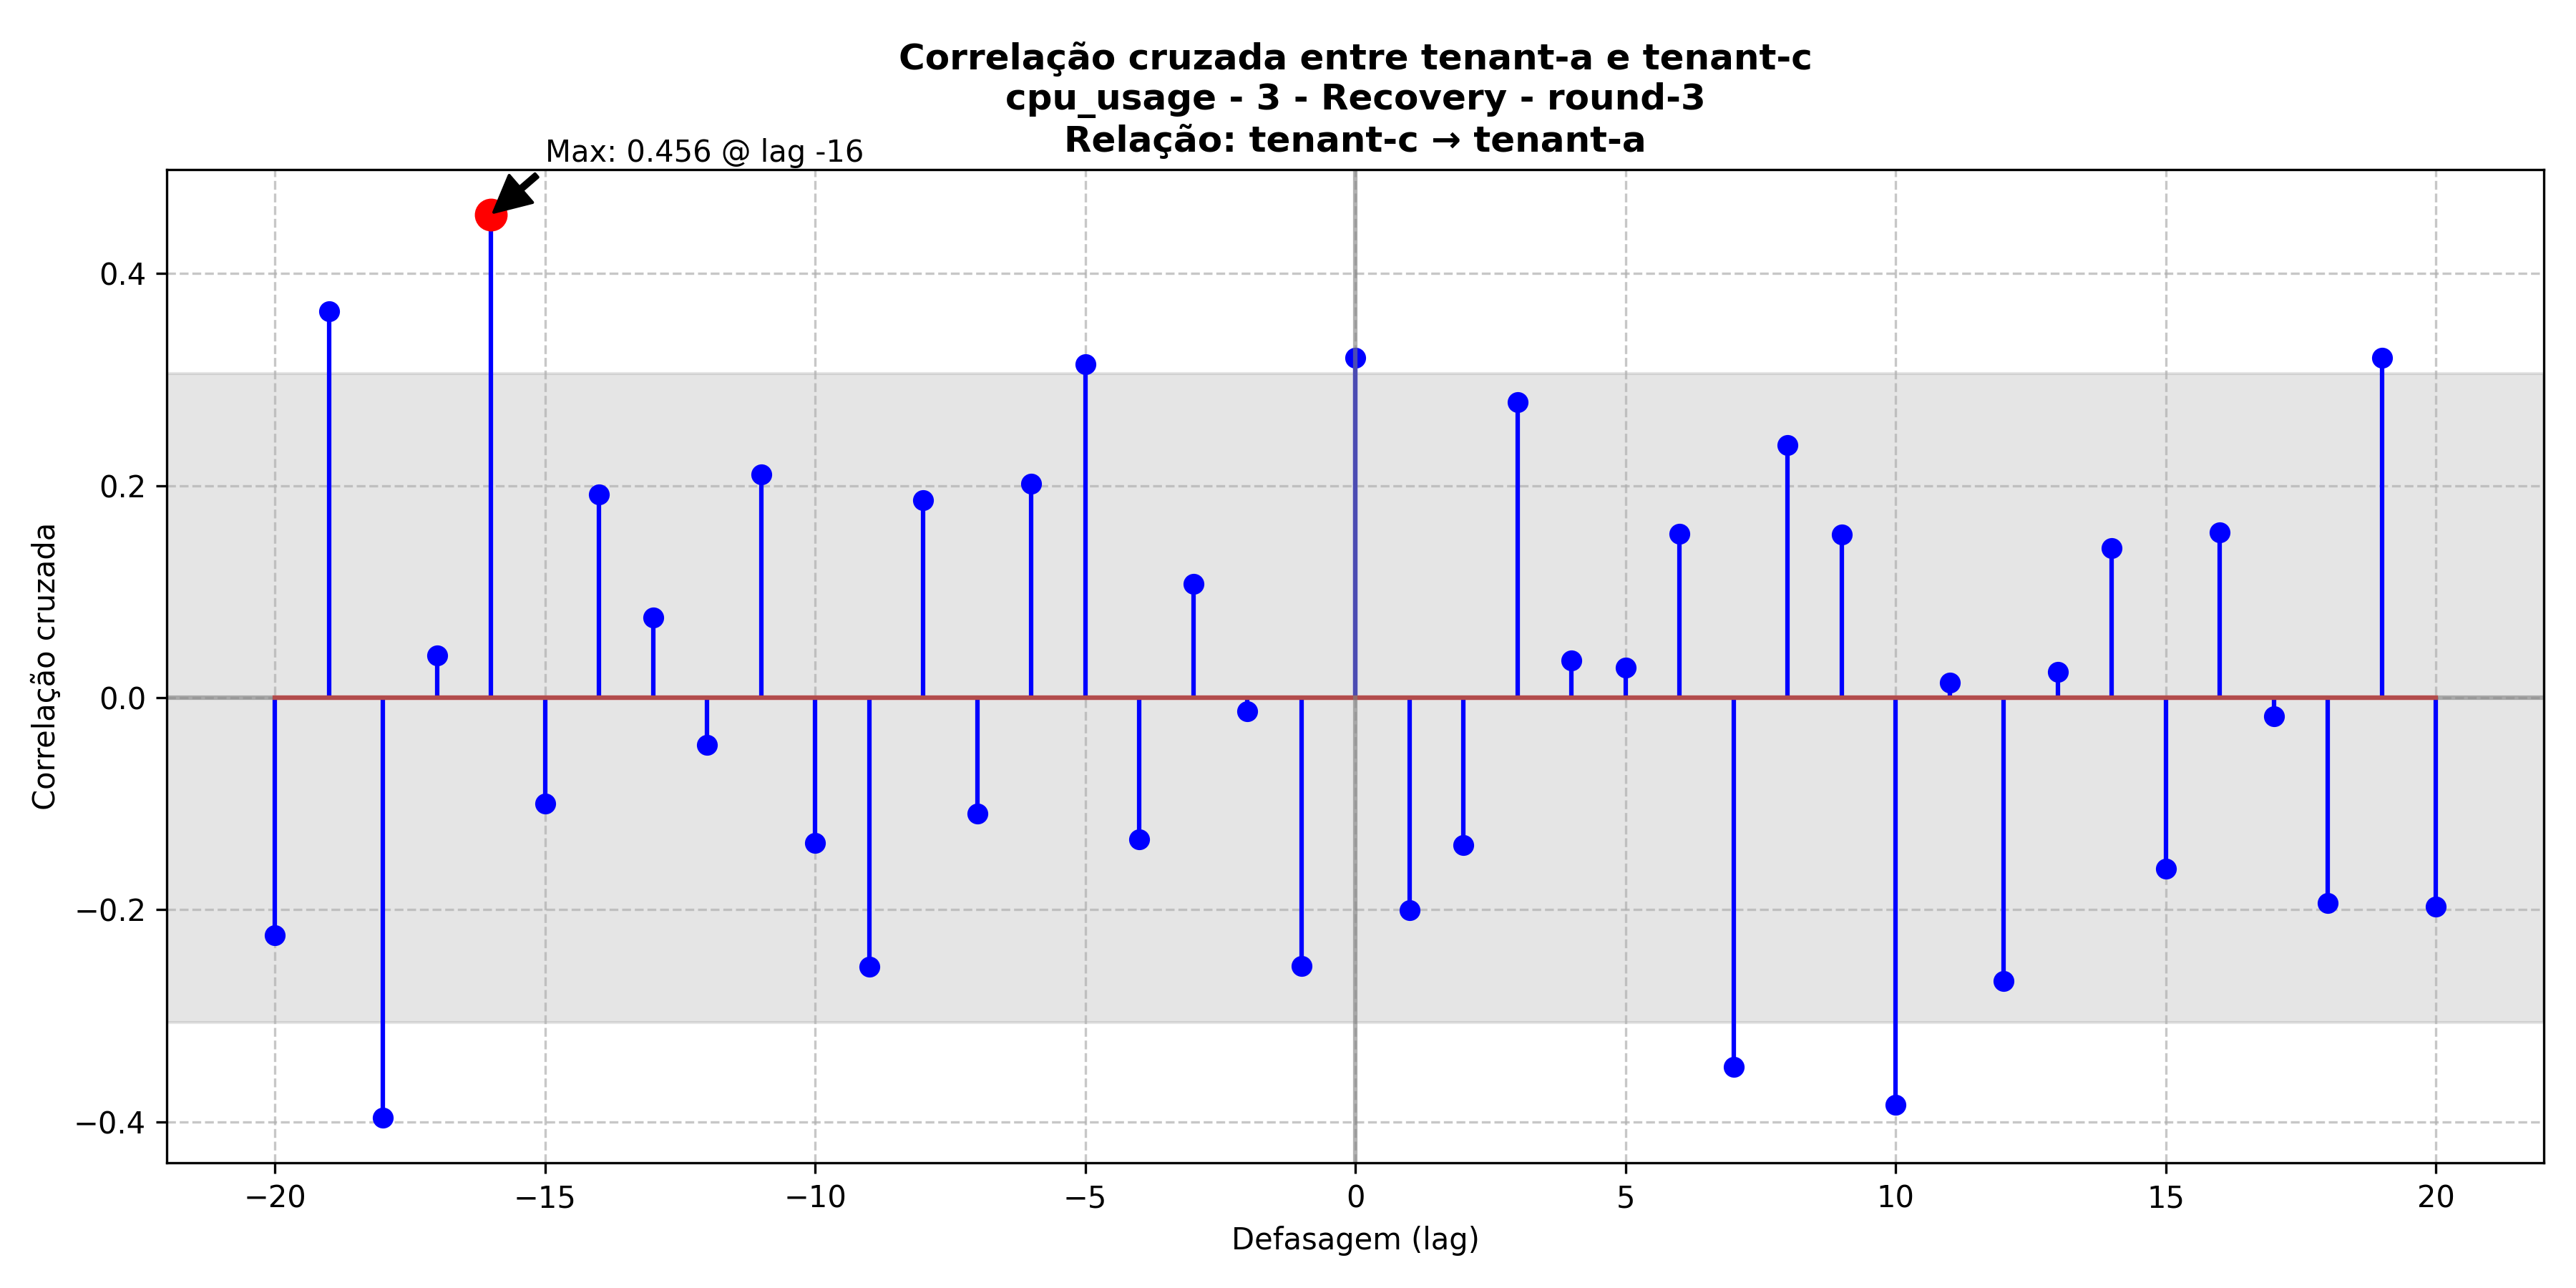 Correlação cruzada entre tenant-a e tenant-c
cpu_usage - 3 - Recovery - round-3
Relação: tenant-c → tenant-a
Max: 0.456 @ lag -16
0.4
0.2
0.0
−0.2
−0.4
Correlação cruzada
−20 −15 −10 −5 0 5 10 15 20
Defasagem (lag)